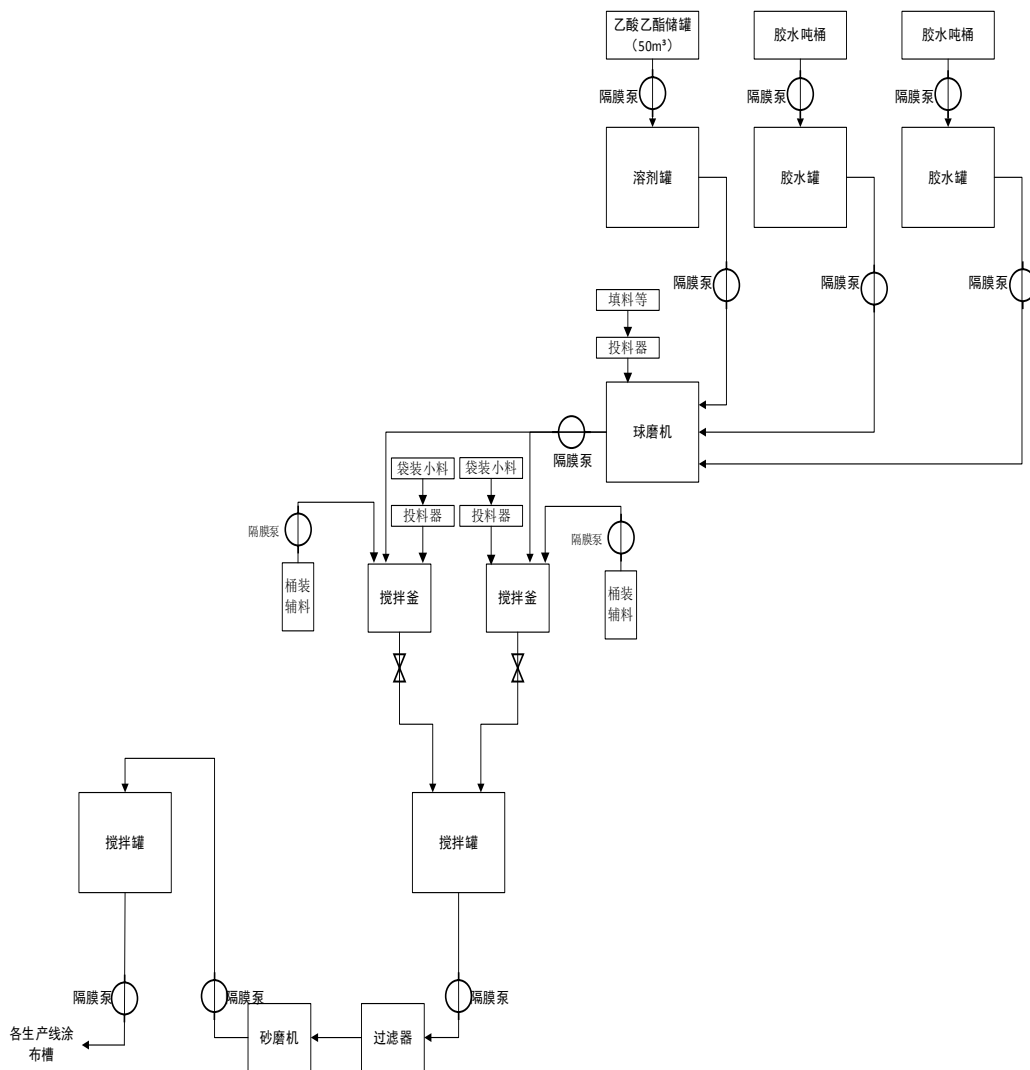 乙酸乙酯储罐
（50m³）
胶水吨桶
胶水吨桶
隔膜泵
隔膜泵
隔膜泵
溶剂罐
胶水罐
胶水罐
隔膜泵
隔膜泵
隔膜泵
填料等
投料器
球磨机
隔膜泵
袋装小料
袋装小料
投料器
投料器
隔膜泵
隔膜泵
桶装
辅料
搅拌釜
搅拌釜
桶装
辅料
搅拌罐
搅拌罐
隔膜泵
隔膜泵
隔膜泵
各生产线涂
布槽
砂磨机
过滤器